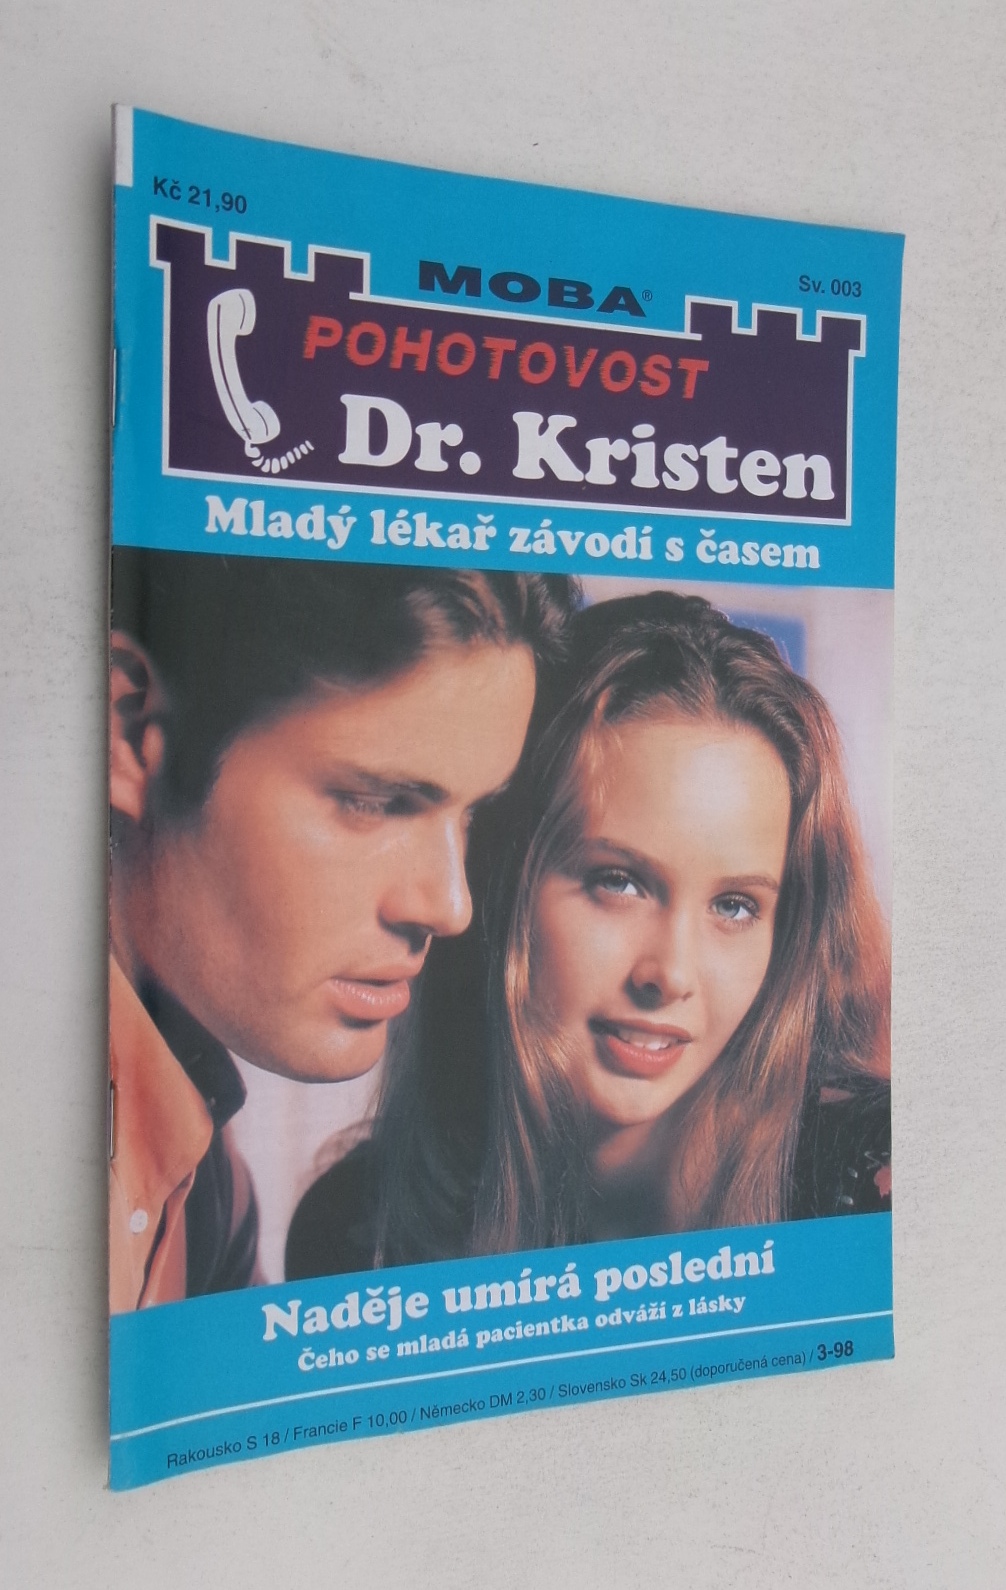 Kč 21,90
MOBA®
Sv. 003
POHOTOVOST
Dr. Kristen
Mladý lékař závodí s časem
Naděje umírá poslední
Čeho se mladá pacientka odváží z lásky
Rakousko S 18 / Francie F 10,00 / Německo DM 2,30 / Slovensko Sk 24,50 (doporučená cena) / 3-98